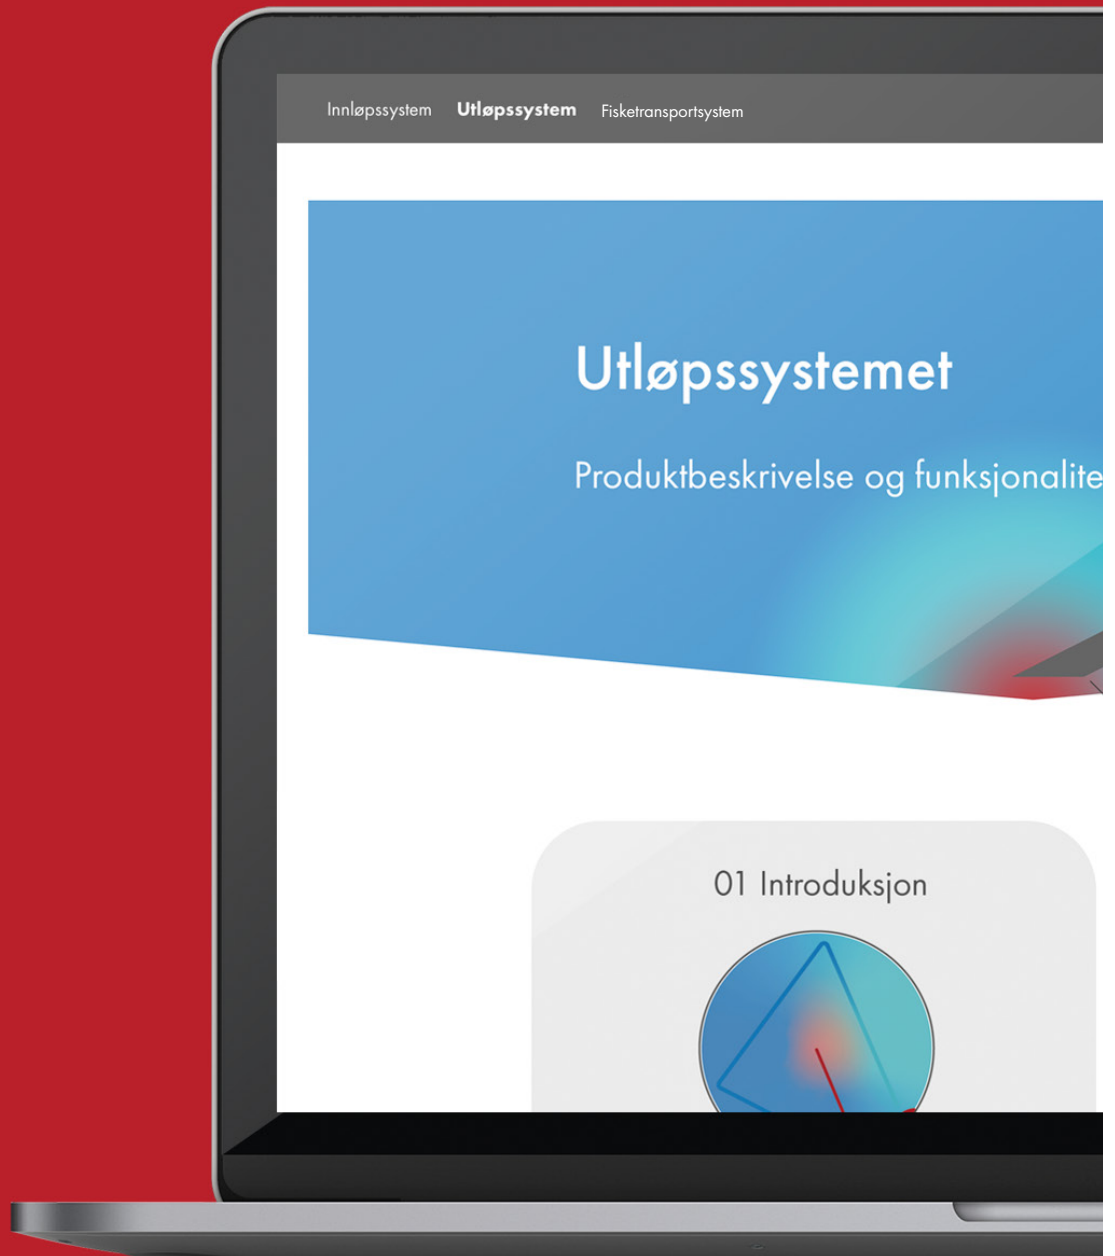 Innløpssystem Utløpssystem Fisketransportsystem
Utløpssystemet
Produktbeskrivelse og funksjonalite
01 Introduksjon